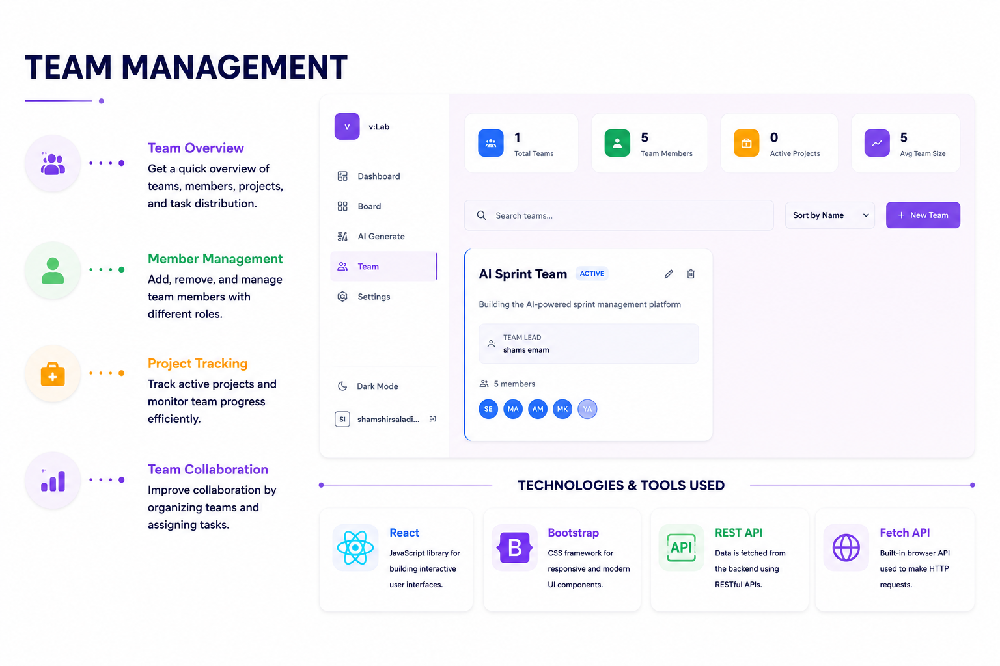 TEAM MANAGEMENT
Team Overview
Get a quick overview of
teams, members, projects,
and task distribution.
Member Management
Add, remove, and manage
team members with
different roles.
Project Tracking
Track active projects and
monitor team progress
efficiently.
Team Collaboration
Improve collaboration by
organizing teams and
assigning tasks.
V
v:Lab
Dashboard
Board
AI Generate
Team
Settings
Dark Mode
SI
shamshirsaladi...
1
Total Teams
5
Team Members
0
Active Projects
5
Avg Team Size
Search teams...
Sort by Name
+ New Team
AI Sprint Team
ACTIVE
Building the AI-powered sprint management platform
TEAM LEAD
shams emam
5 members
SE MA AM MK YA
TECHNOLOGIES & TOOLS USED
React
JavaScript library for
building interactive
user interfaces.
B
Bootstrap
CSS framework for
responsive and modern
UI components.
API
REST API
Data is fetched from
the backend using
RESTful APIs.
Fetch API
Built-in browser API
used to make HTTP
requests.